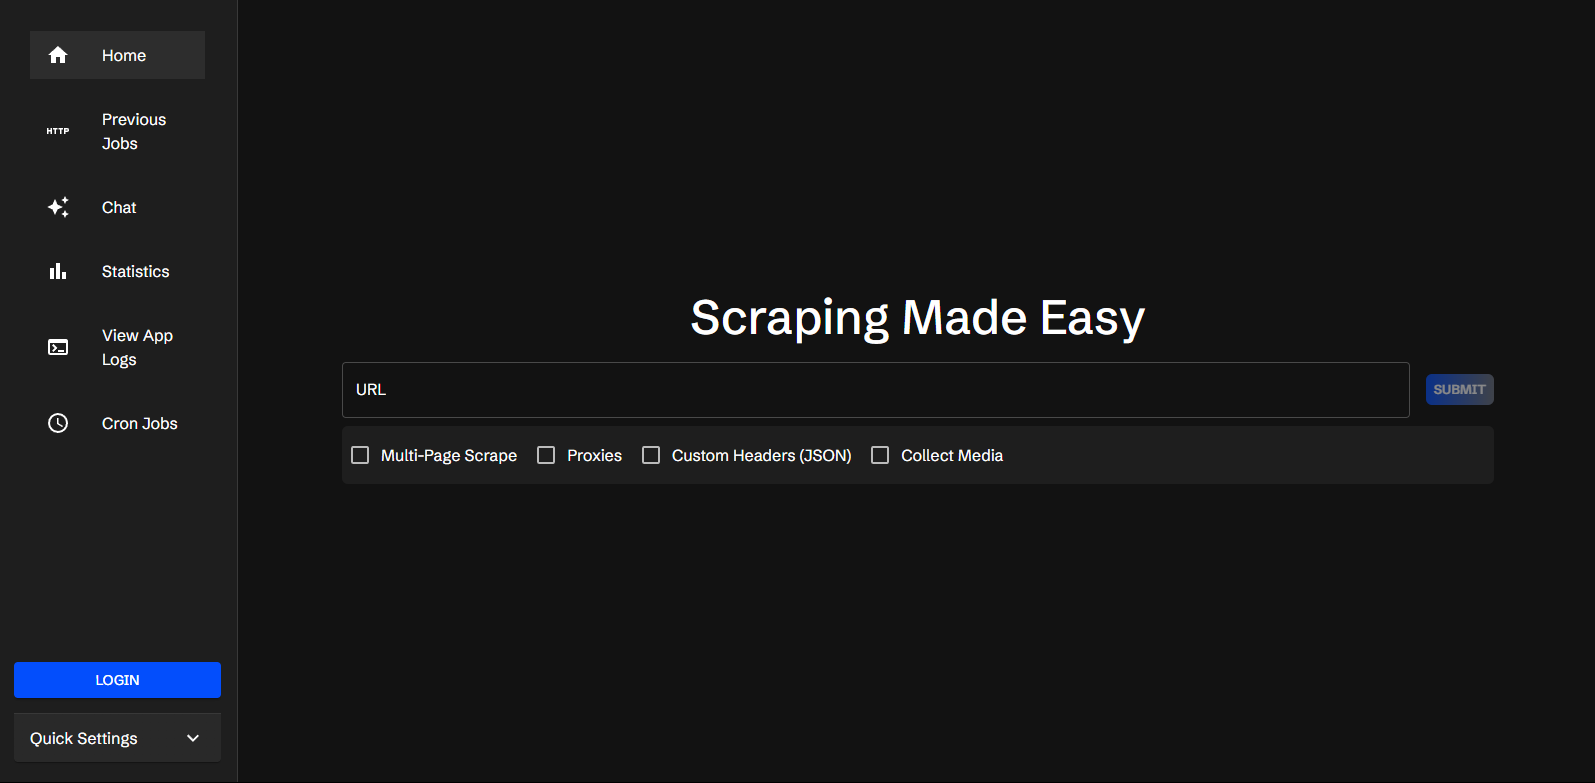 Home
HTTP
Previous
Jobs
Chat
Statistics
View App
Logs
Cron Jobs
LOGIN
Quick Settings
Scraping Made Easy
URL
SUBMIT
Multi-Page Scrape
Proxies
Custom Headers (JSON)
Collect Media